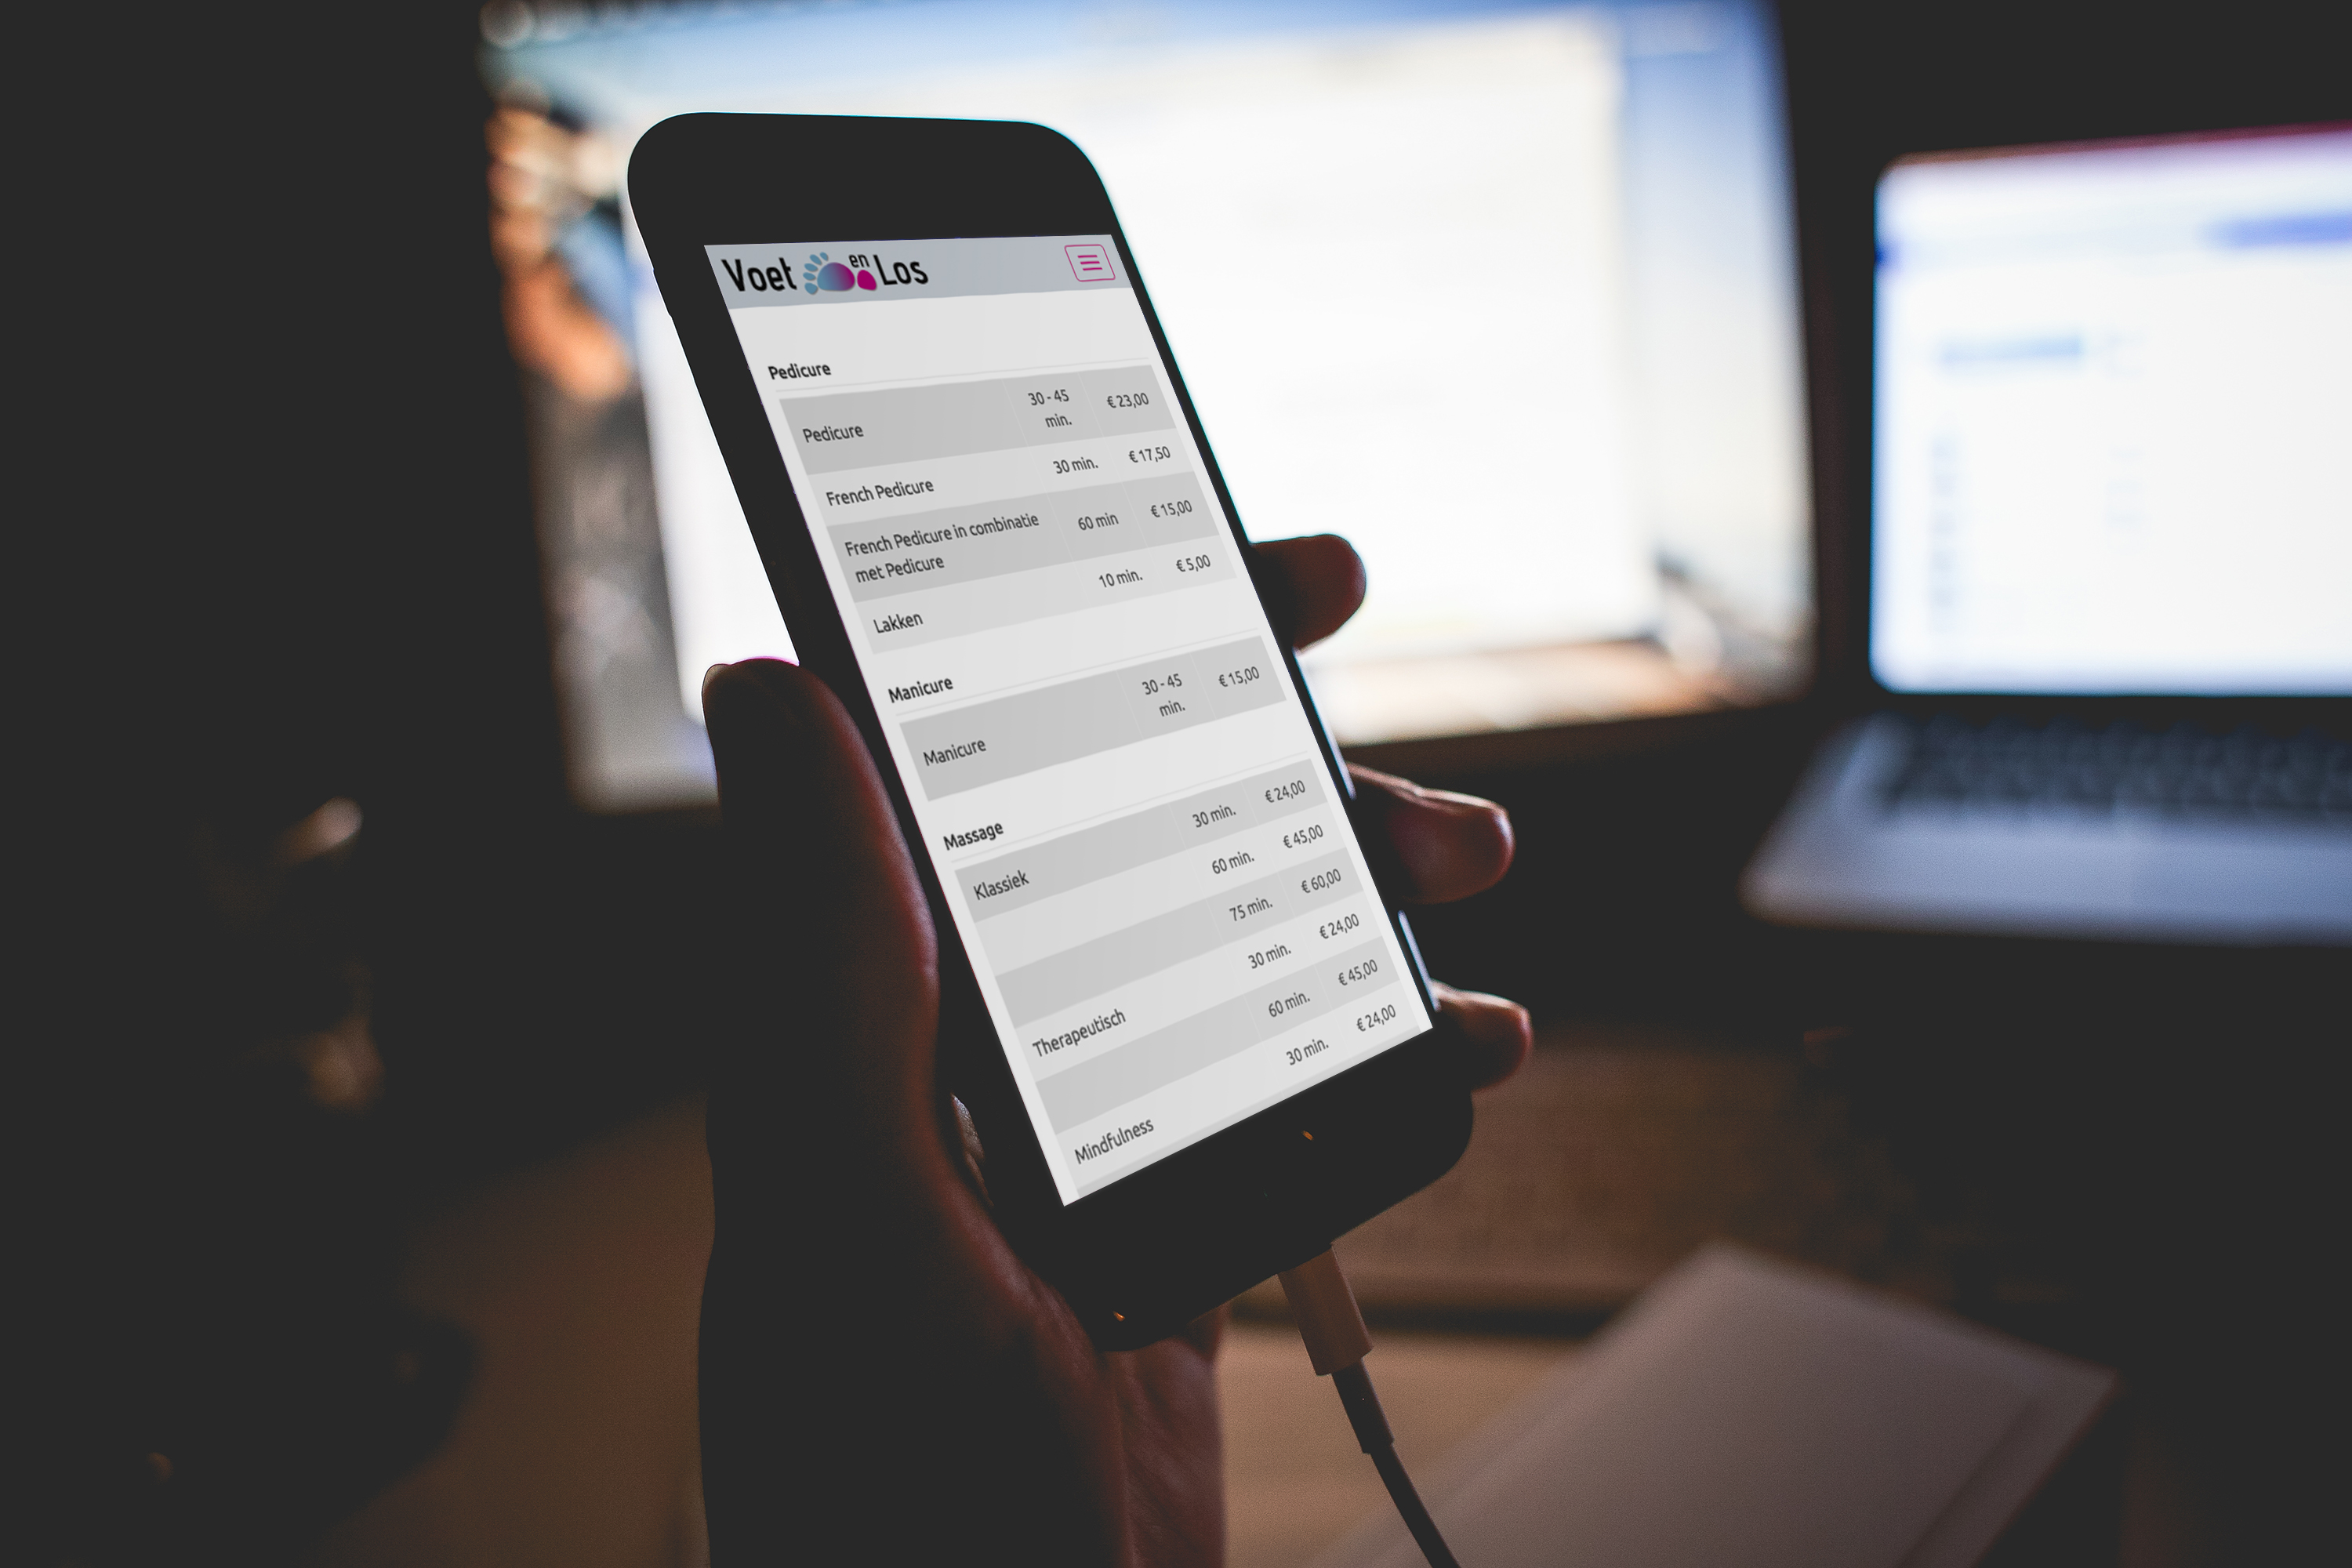 Voet en Los
Pedicure
Pedicure 30 - 45 min. € 23,00
French Pedicure 30 min. € 17,50
French Pedicure in combinatie met Pedicure 60 min € 15,00
Lakken 10 min. € 5,00
Manicure
Manicure 30 - 45 min. € 15,00
Massage
Klassiek 30 min. € 24,00
60 min. € 45,00
75 min. € 60,00
Therapeutisch 30 min. € 24,00
60 min. € 45,00
Mindfulness 30 min. € 24,00